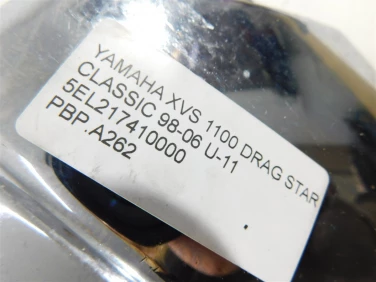 YAMAHA XVS 1100 DRAG STAR
CLASSIC 98-06 U-11
5EL217410000
PBP.A262